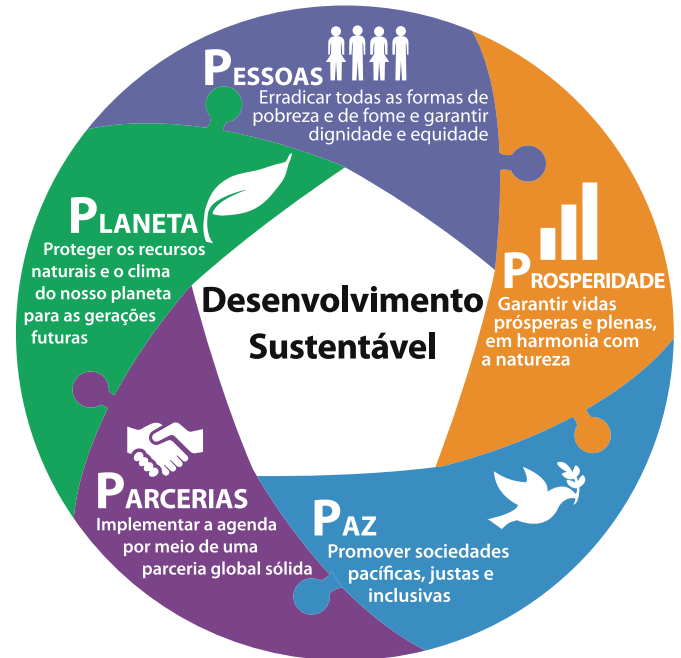 PESSOAS
Erradicar todas as formas de
pobreza e de fome e garantir
dignidade e equidade
PROSPERIDADE
Garantir vidas
prósperas e plenas,
em harmonia com
a natureza
PAZ
Promover sociedades
pacíficas, justas e
inclusivas
PARCERIAS
Implementar a agenda
por meio de uma
parceria global sólida
PLANETA
Proteger os recursos
naturais e o clima
do nosso planeta
para as gerações
futuras
Desenvolvimento
Sustentável